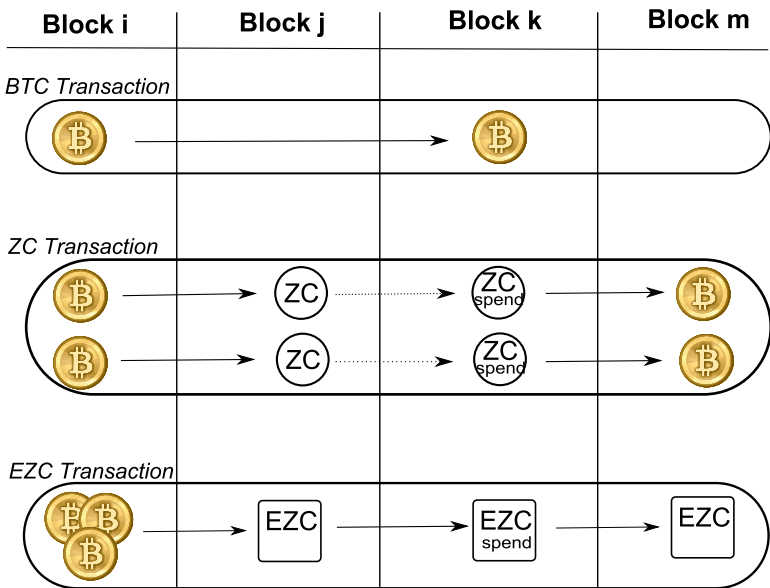 Block i Block j Block k Block m
BTC Transaction
ZC Transaction
ZC ZC spend
ZC ZC spend
EZC Transaction
EZC EZC spend EZC